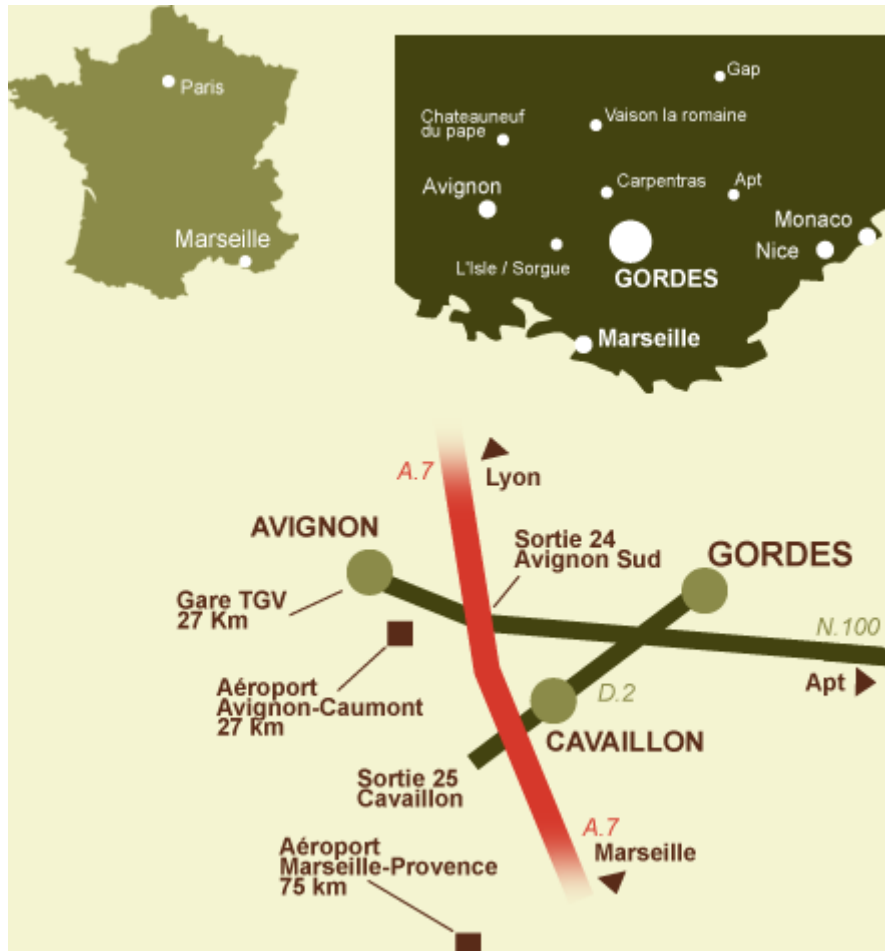 Paris
Marseille
Gap
Chateauneuf
du pape
Vaison la romaine
Avignon
Carpentras
Apt
Monaco
Nice
L'Isle / Sorgue
GORDES
Marseille
A.7
Lyon
AVIGNON
Sortie 24
Avignon Sud
GORDES
Gare TGV
27 Km
N.100
Aéroport
Avignon-Caumont
27 km
D.2
Apt
CAVAILLON
Sortie 25
Cavaillon
A.7
Marseille
Aéroport
Marseille-Provence
75 km